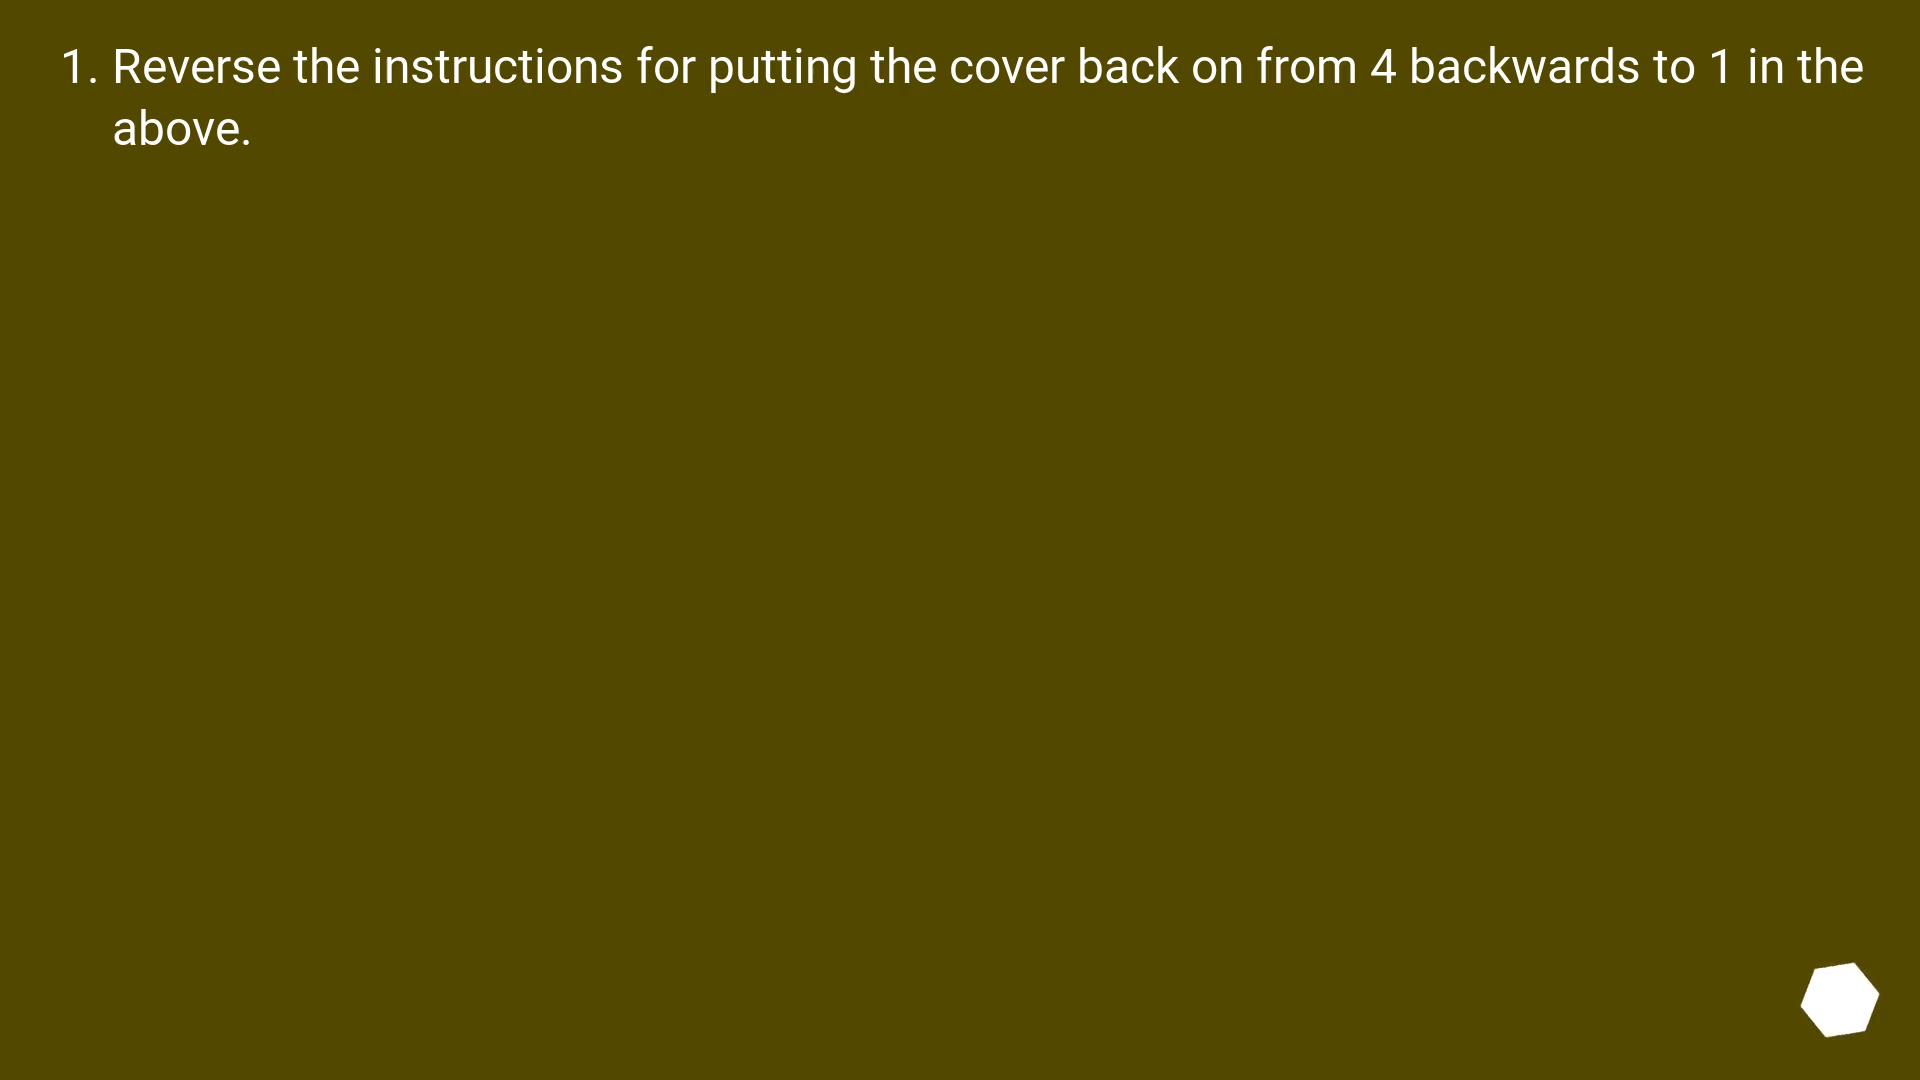 1. Reverse the instructions for putting the cover back on from 4 backwards to 1 in the
above.